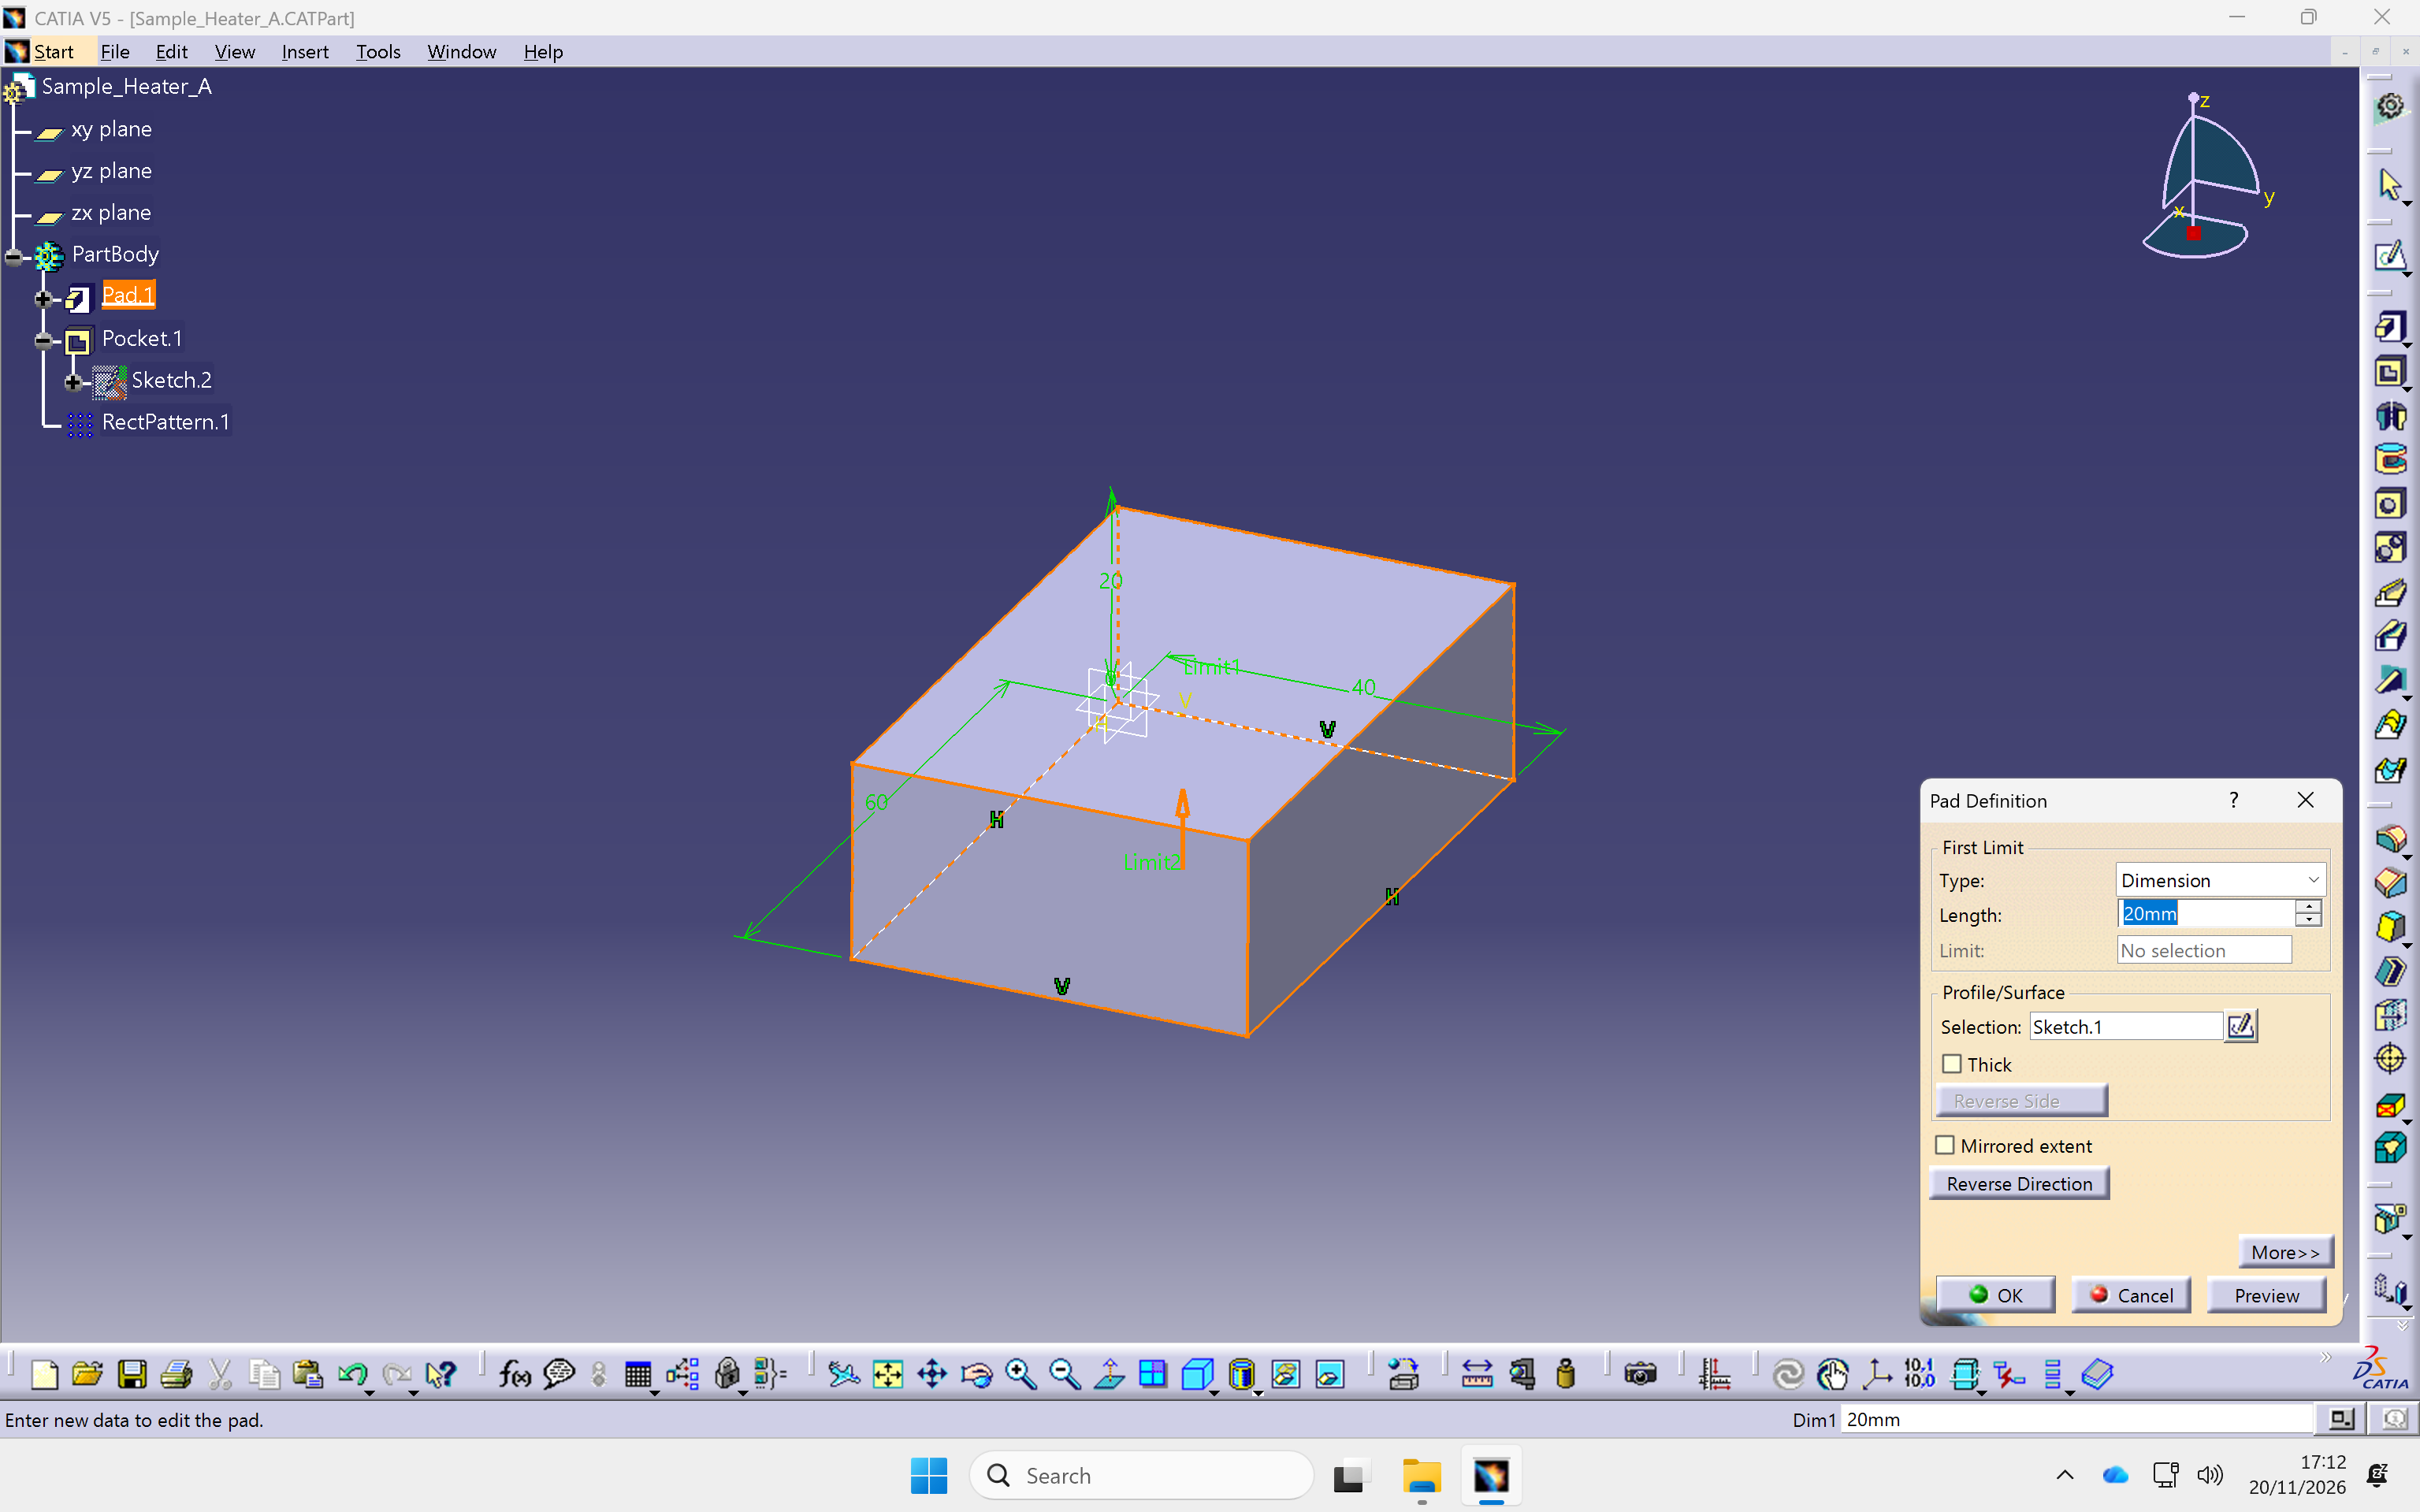 CATIA V5 - [Sample_Heater_A.CATPart]
Start File Edit View Insert Tools Window Help
Sample_Heater_A
xy plane
yz plane
zx plane
PartBody
Pad.1
Pocket.1
Sketch.2
RectPattern.1
z
y
x
20
Limit1
40
V
V
H
60
H
Limit2
H
V
Pad Definition ?
First Limit
Type: Dimension
Length: 20mm
Limit: No selection
Profile/Surface
Selection: Sketch.1
Thick
Reverse Side
Mirrored extent
Reverse Direction
More>>
OK Cancel Preview
f(x)
10,1
10,0
CATIA
Enter new data to edit the pad.
Dim1 20mm
Search
17:12
20/11/2026